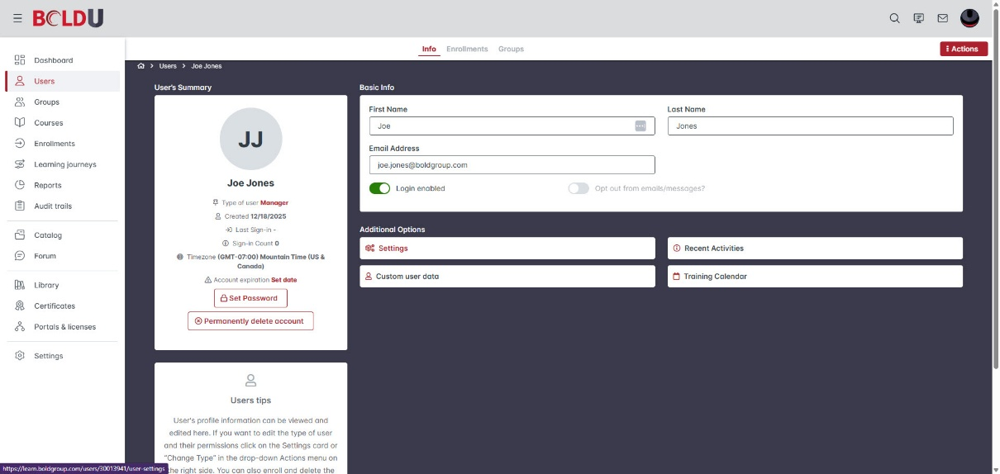 BOLDU
Info
Enrollments
Groups
Actions
Users
Joe Jones
Dashboard
Users
Groups
Courses
Enrollments
Learning journeys
Reports
Audit trails
Catalog
Forum
Library
Certificates
Portals & licenses
Settings
User's Summary
JJ
Joe Jones
Type of user Manager
Created 12/18/2025
Last Sign-in -
Sign-in Count 0
Timezone (GMT-07:00) Mountain Time (US &
Canada)
Account expiration Set date
Set Password
Permanently delete account
Users tips
User's profile information can be viewed and
edited here. If you want to edit the type of user
and their permissions click on the Settings card or
"Change Type" in the drop-down Actions menu on
the right side. You can also enroll and delete the
Basic Info
First Name
Joe
Last Name
Jones
Email Address
joe.jones@boldgroup.com
Login enabled
Opt out from emails/messages?
Additional Options
Settings
Recent Activities
Custom user data
Training Calendar
https://learn.boldgroup.com/users/30013941/user-settings